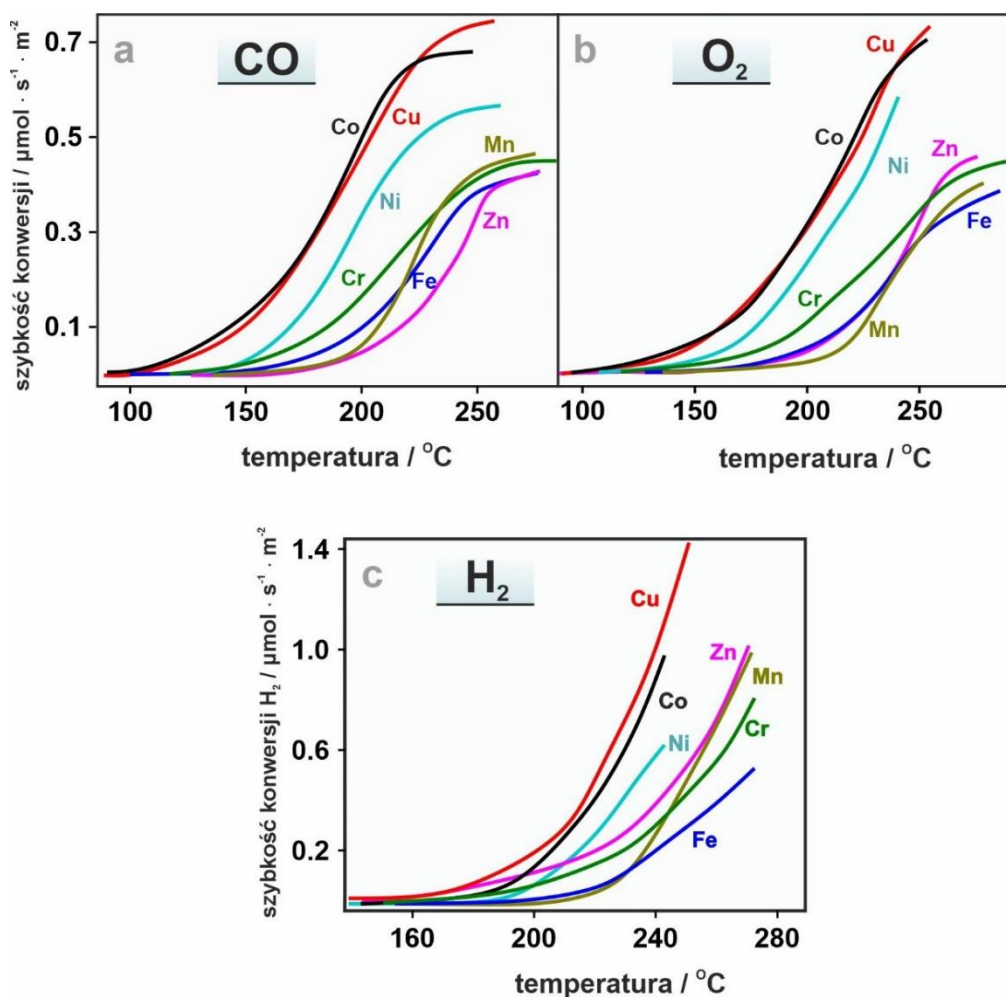 a
CO
Co
Cu
Ni
Mn
Cr
Fe
Zn
szybkość konwersji / µmol · s⁻¹ · m⁻²
0.7
0.5
0.3
0.1
100
150
200
250
temperatura / °C
b
O₂
Cu
Co
Ni
Zn
Cr
Fe
Mn
100
150
200
250
temperatura / °C
c
H₂
Cu
Co
Ni
Zn
Mn
Cr
Fe
szybkość konwersji H₂ / µmol · s⁻¹ · m⁻²
1.4
1.0
0.6
0.2
160
200
240
280
temperatura / °C